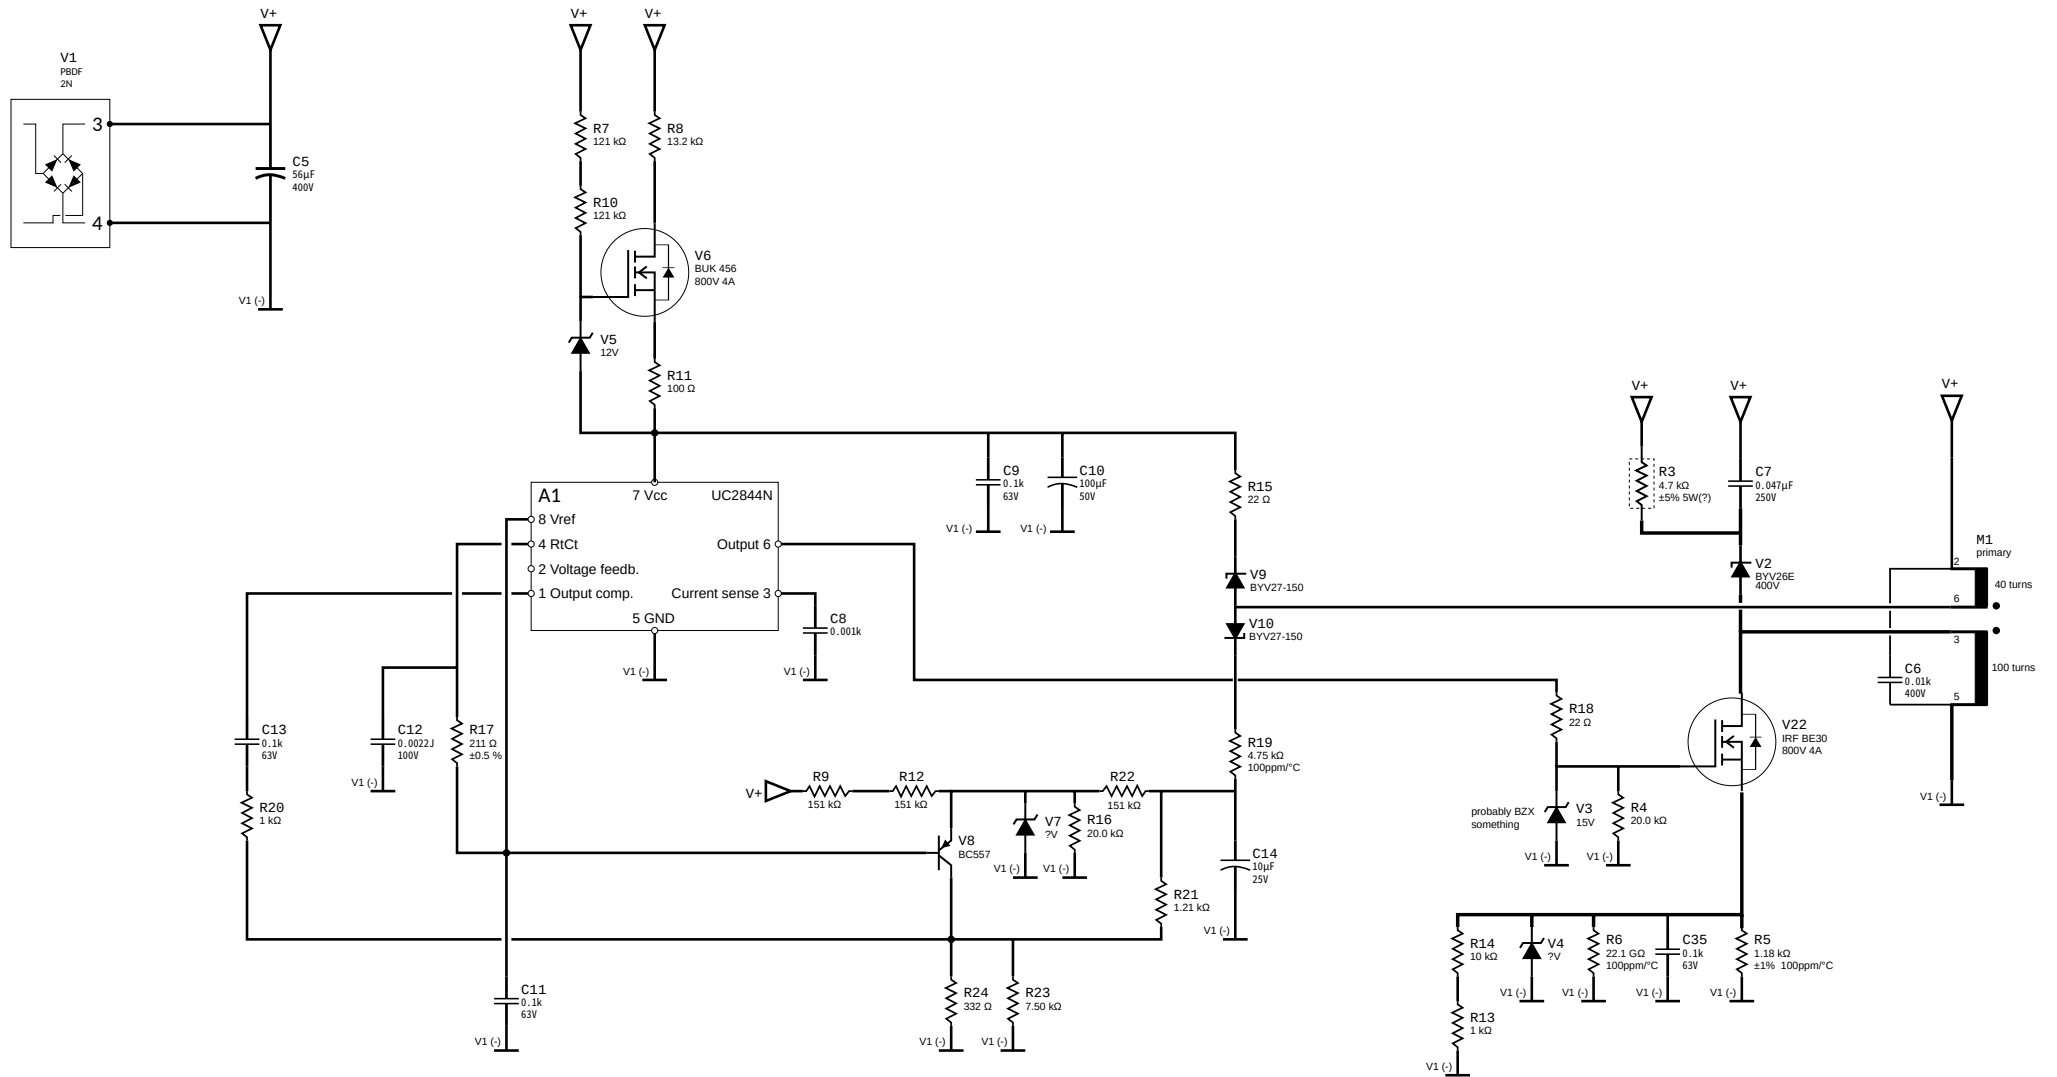 V+
V+
V+
V1
PBDF
2N
3
4
C5
56µF
400V
V1 (-)
R7
121 kΩ
R8
13.2 kΩ
R10
121 kΩ
V6
BUK 456
800V 4A
V5
12V
R11
100 Ω
A1
7 Vcc
UC2844N
8 Vref
4 RtCt
Output 6
2 Voltage feedb.
1 Output comp.
Current sense 3
5 GND
V1 (-)
C8
0.001k
V1 (-)
C9
0.1k
63V
V1 (-)
C10
100µF
50V
V1 (-)
R15
22 Ω
V9
BYV27-150
V10
BYV27-150
V+
V+
V+
R3
4.7 kΩ
±5% 5W(?)
C7
0.047µF
250V
V2
BYV26E
400V
M1
primary
2
40 turns
6
3
100 turns
5
C6
0.01k
400V
V1 (-)
C13
0.1k
63V
R20
1 kΩ
C12
0.0022J
100V
V1 (-)
R17
211 Ω
±0.5 %
V+
R9
151 kΩ
R12
151 kΩ
R22
151 kΩ
R19
4.75 kΩ
100ppm/°C
V8
BC557
V7
?V
V1 (-)
R16
20.0 kΩ
V1 (-)
C14
10µF
25V
V1 (-)
R21
1.21 kΩ
R18
22 Ω
V22
IRF BE30
800V 4A
probably BZX
something
V3
15V
V1 (-)
R4
20.0 kΩ
V1 (-)
C11
0.1k
63V
V1 (-)
R24
332 Ω
V1 (-)
R23
7.50 kΩ
V1 (-)
R14
10 kΩ
V4
?V
V1 (-)
R6
22.1 GΩ
100ppm/°C
V1 (-)
C35
0.1k
63V
V1 (-)
R5
1.18 kΩ
±1% 100ppm/°C
V1 (-)
R13
1 kΩ
V1 (-)